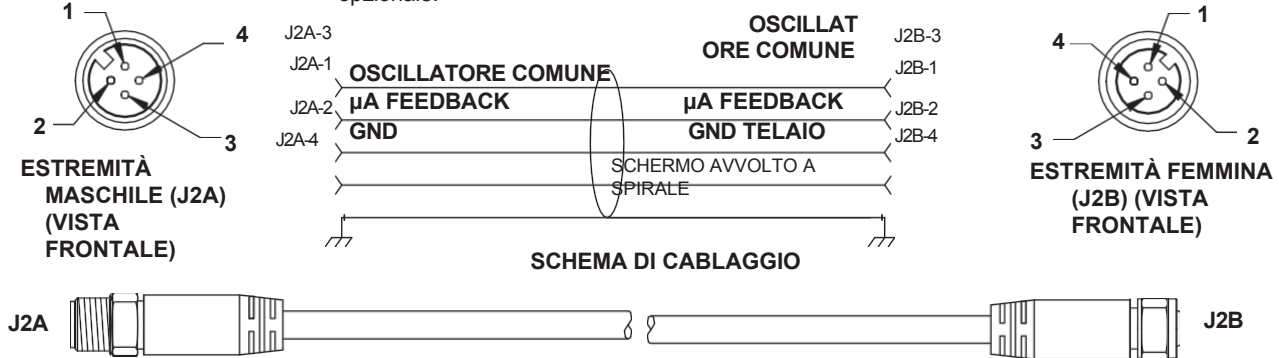 opzionale.
1
4
2
3
ESTREMITÀ
MASCHILE (J2A)
(VISTA
FRONTALE)
J2A-3
J2A-1
J2A-2
J2A-4
OSCILLATORE COMUNE
µA FEEDBACK
GND
OSCILLAT
ORE COMUNE
µA FEEDBACK
GND TELAIO
SCHERMO AVVOLTO A
SPIRALE
J2B-3
J2B-1
J2B-2
J2B-4
1
4
3
2
ESTREMITÀ FEMMINA
(J2B) (VISTA
FRONTALE)
SCHEMA DI CABLAGGIO
J2A
J2B